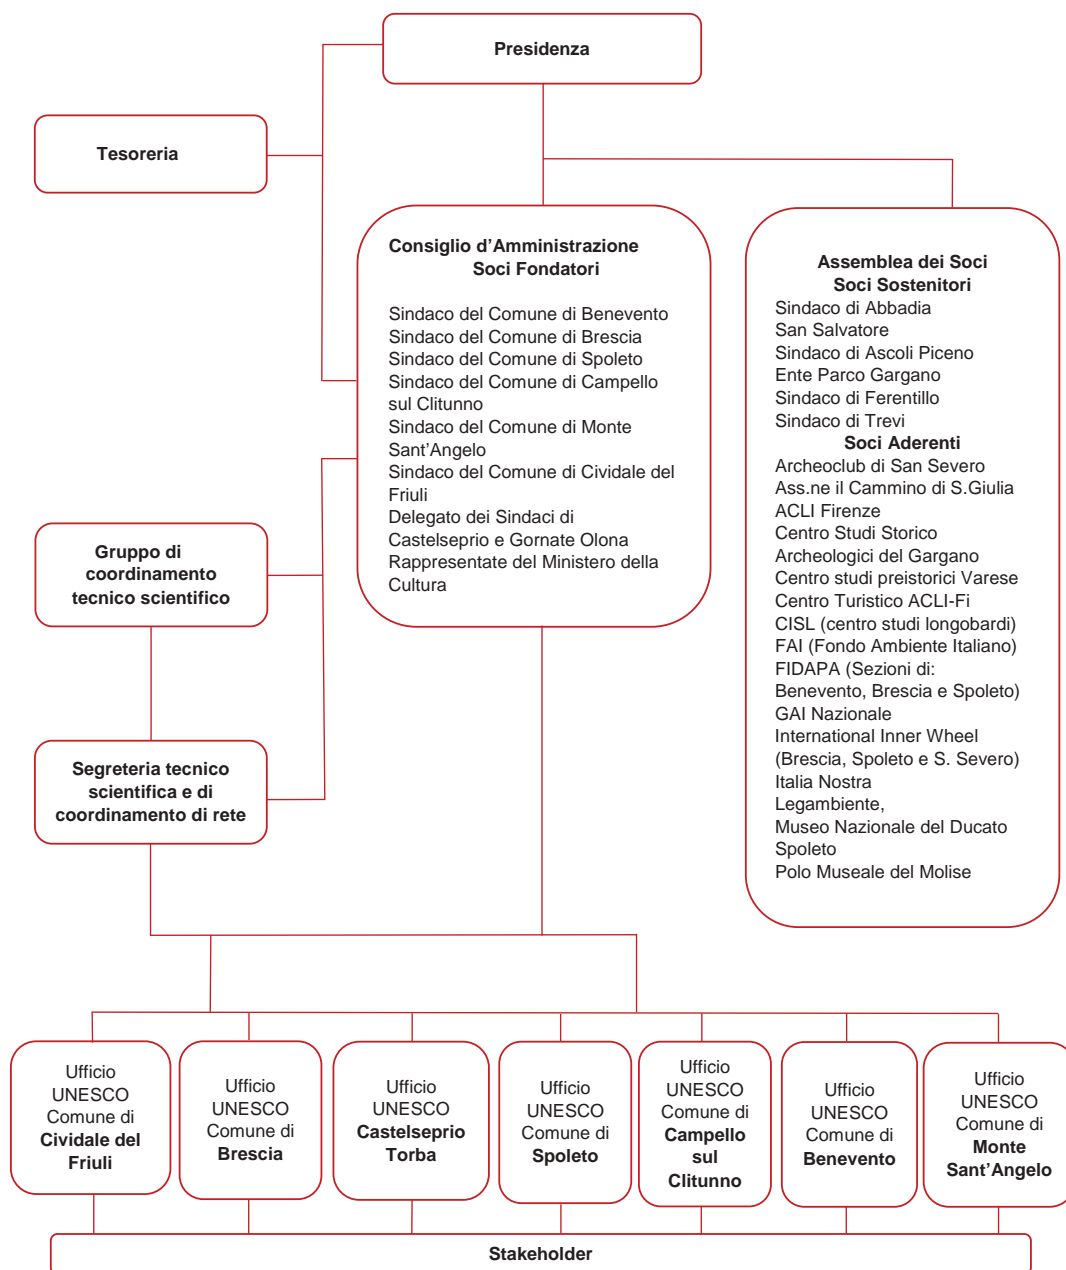 Presidenza
Tesoreria
Consiglio d’Amministrazione
Soci Fondatori
Sindaco del Comune di Benevento
Sindaco del Comune di Brescia
Sindaco del Comune di Spoleto
Sindaco del Comune di Campello
sul Clitunno
Sindaco del Comune di Monte
Sant’Angelo
Sindaco del Comune di Cividale del
Friuli
Delegato dei Sindaci di
Castelseprio e Gornate Olona
Rappresentate del Ministero della
Cultura
Assemblea dei Soci
Soci Sostenitori
Sindaco di Abbadia
San Salvatore
Sindaco di Ascoli Piceno
Ente Parco Gargano
Sindaco di Ferentillo
Sindaco di Trevi
Soci Aderenti
Archeoclub di San Severo
Ass.ne il Cammino di S.Giulia
ACLI Firenze
Centro Studi Storico
Archeologici del Gargano
Centro studi preistorici Varese
Centro Turistico ACLI-Fi
CISL (centro studi longobardi)
FAI (Fondo Ambiente Italiano)
FIDAPA (Sezioni di:
Benevento, Brescia e Spoleto)
GAI Nazionale
International Inner Wheel
(Brescia, Spoleto e S. Severo)
Italia Nostra
Legambiente,
Museo Nazionale del Ducato
Spoleto
Polo Museale del Molise
Gruppo di
coordinamento
tecnico scientifico
Segreteria tecnico
scientifica e di
coordinamento di rete
Ufficio
UNESCO
Comune di
Cividale del
Friuli
Ufficio
UNESCO
Comune di
Brescia
Ufficio
UNESCO
Castelseprio
Torba
Ufficio
UNESCO
Comune di
Spoleto
Ufficio
UNESCO
Comune di
Campello
sul
Clitunno
Ufficio
UNESCO
Comune di
Benevento
Ufficio
UNESCO
Comune di
Monte
Sant’Angelo
Stakeholder